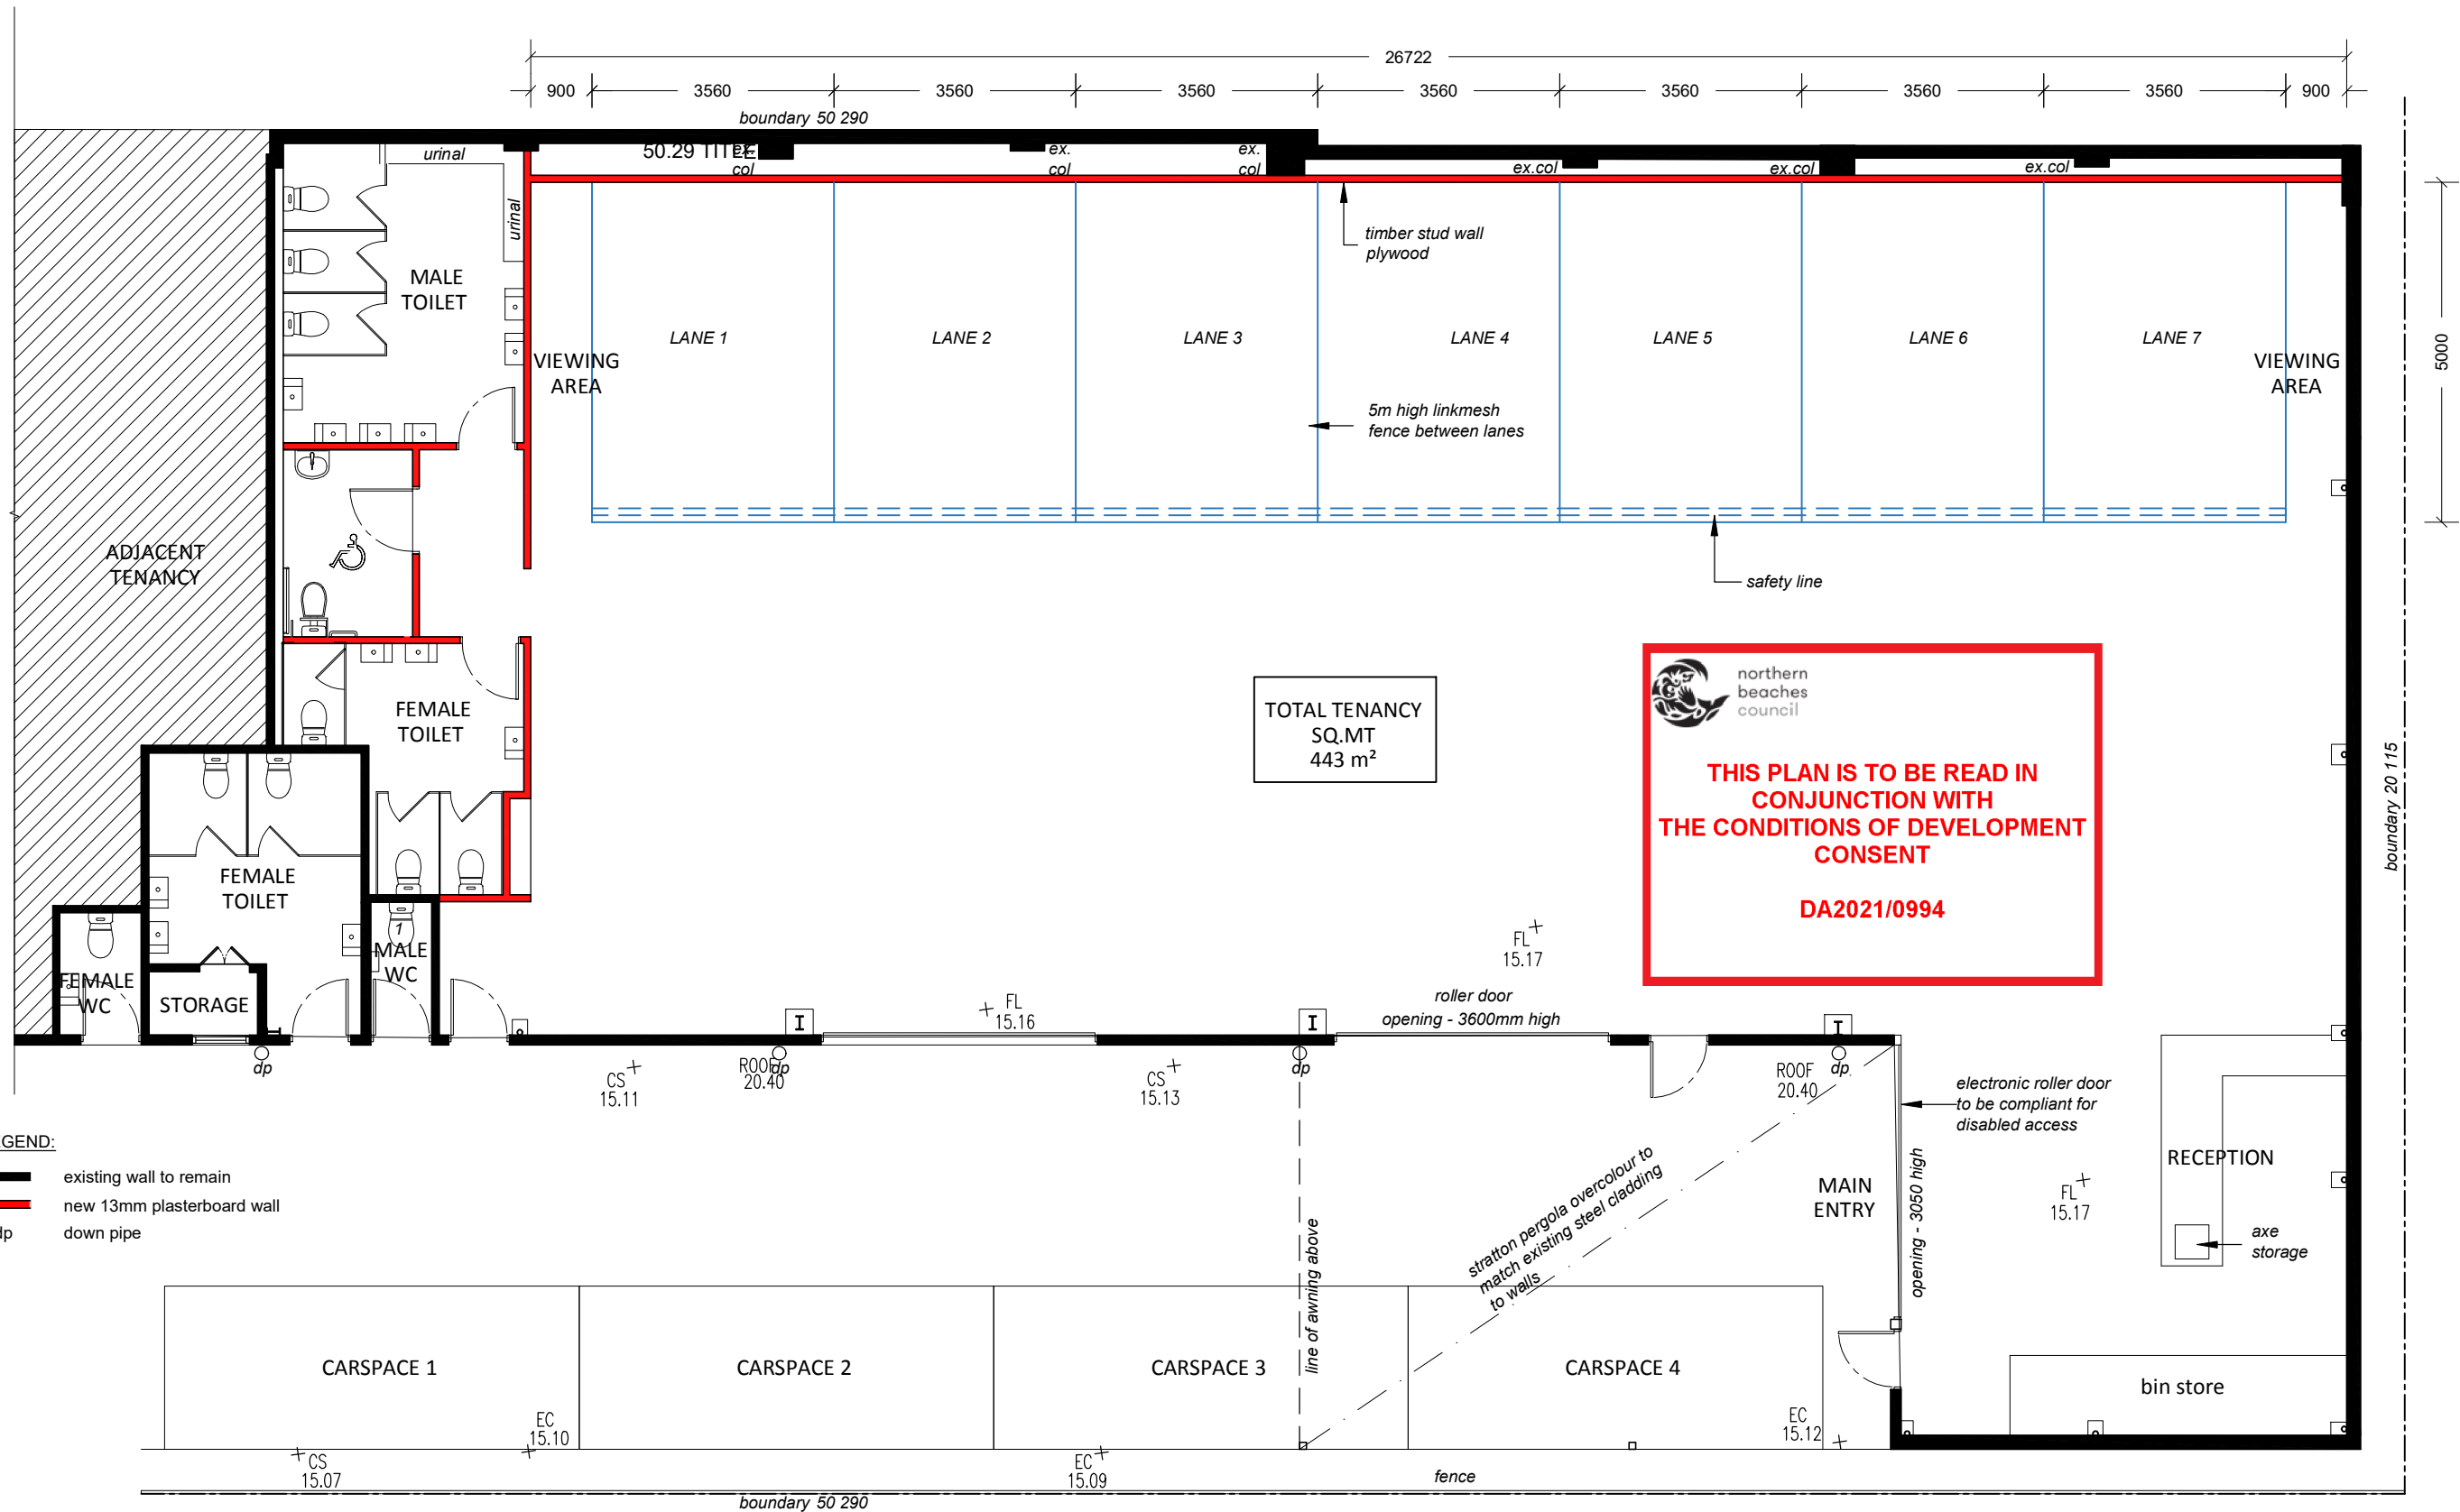 26722
900
3560
3560
3560
3560
3560
3560
3560
900
boundary 50 290
50.29 TITLE
ex.
col
ex.
col
ex.
col
ex.col
ex.col
ex.col
urinal
urinal
timber stud wall
plywood
MALE
TOILET
LANE 1
LANE 2
LANE 3
LANE 4
LANE 5
LANE 6
LANE 7
VIEWING
AREA
VIEWING
AREA
5000
5m high linkmesh
fence between lanes
ADJACENT
TENANCY
safety line
northern
beaches
council
THIS PLAN IS TO BE READ IN
CONJUNCTION WITH
THE CONDITIONS OF DEVELOPMENT
CONSENT
DA2021/0994
TOTAL TENANCY
SQ.MT
443 m²
FEMALE
TOILET
boundary 20 115
FEMALE
TOILET
1
MALE
WC
FEMALE
WC
STORAGE
FL
15.17
FL
15.16
roller door
opening - 3600mm high
I
I
I
dp
dp
dp
dp
CS
15.11
ROOF
20.40
CS
15.13
ROOF
20.40
electronic roller door
to be compliant for
disabled access
GEND:
existing wall to remain
new 13mm plasterboard wall
dp
down pipe
RECEPTION
MAIN
ENTRY
opening - 3050 high
FL
15.17
axe
storage
stratton pergola overcolour to
match existing steel cladding
to walls
line of awning above
CARSPACE 1
CARSPACE 2
CARSPACE 3
CARSPACE 4
bin store
EC
15.10
EC
15.12
CS
15.07
EC
15.09
fence
boundary 50 290